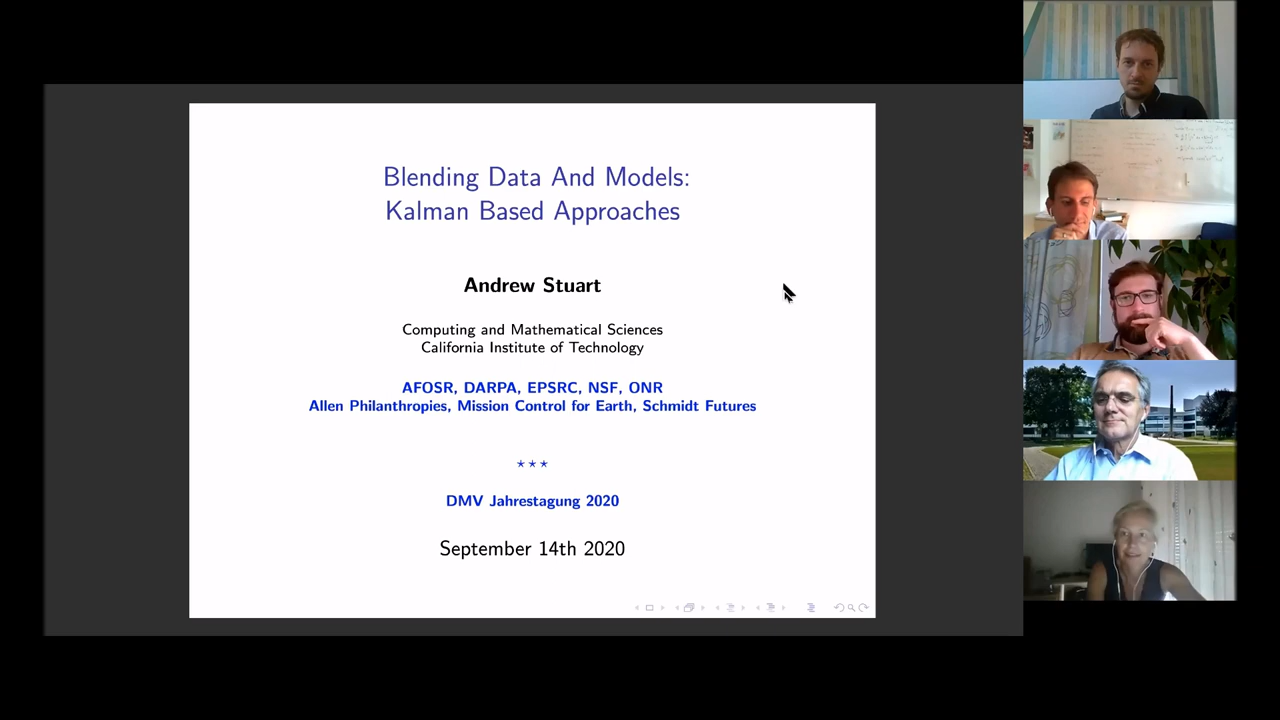 Blending Data And Models:
Kalman Based Approaches
Andrew Stuart
Computing and Mathematical Sciences
California Institute of Technology
AFOSR, DARPA, EPSRC, NSF, ONR
Allen Philanthropies, Mission Control for Earth, Schmidt Futures
***
DMV Jahrestagung 2020
September 14th 2020